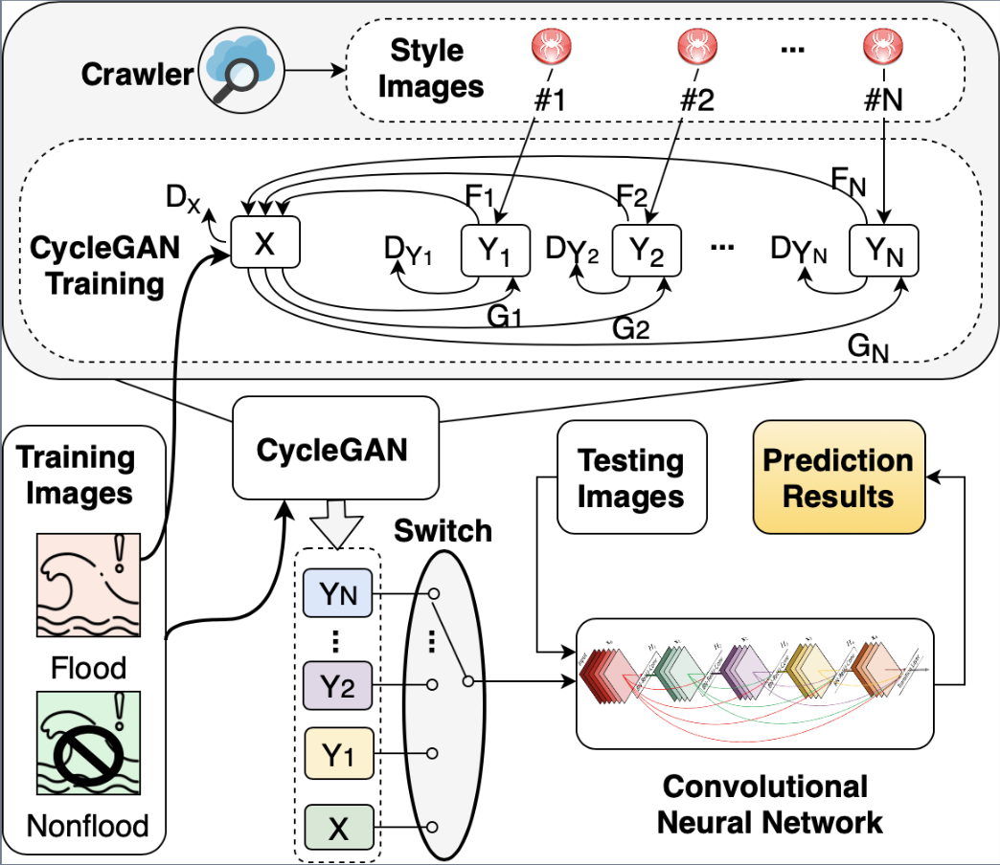 Crawler
Style
Images
...
#1
#2
#N
CycleGAN
Training
DX
X
F1
F2
FN
DY1
Y1
DY2
Y2
...
DYN
YN
G1
G2
GN
Training
Images
Flood
Nonflood
CycleGAN
Switch
YN
Y2
Y1
X
Testing
Images
Prediction
Results
Convolutional
Neural Network